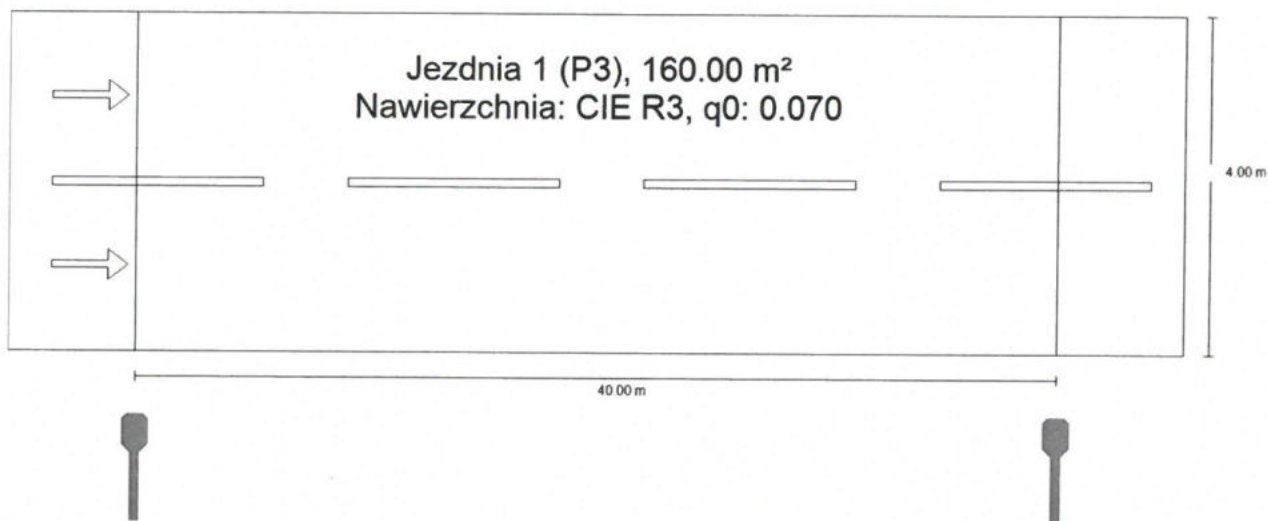 Jezdnia 1 (P3), 160.00 m²
Nawierzchnia: CIE R3, q0: 0.070
4.00 m
40.00 m